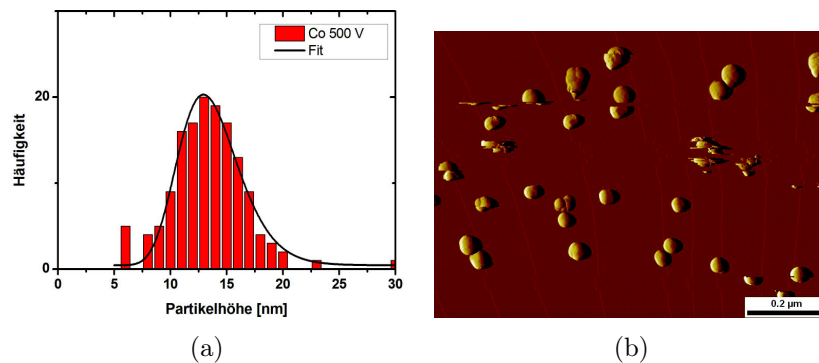 Co 500 V
Fit
20
0
0
5
10
15
20
25
30
Häufigkeit
Partikelhöhe [nm]
0.2 µm
(a)
(b)